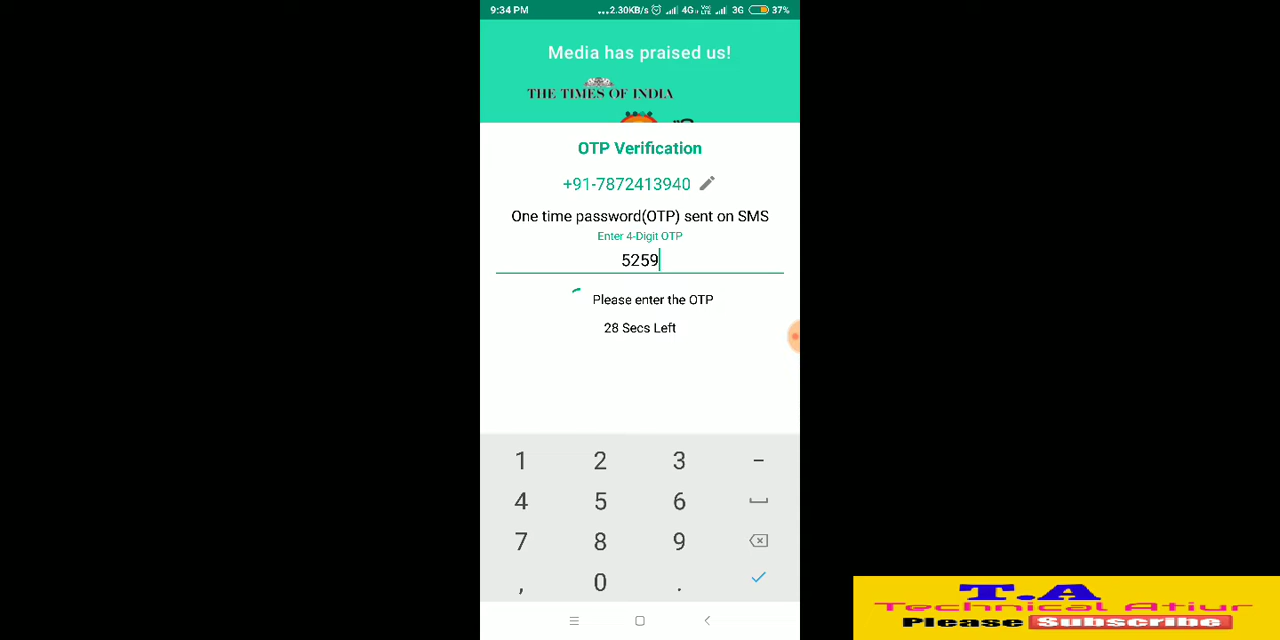 9:34 PM ...2.30KB/s 4G VoLTE 3G 37%
Media has praised us!
THE TIMES OF INDIA
OTP Verification
+91-7872413940
One time password(OTP) sent on SMS
Enter 4-Digit OTP
5259
Please enter the OTP
28 Secs Left
1 2 3 -
4 5 6
7 8 9
, 0 .
T.A
Technical Atiur
Please Subscribe